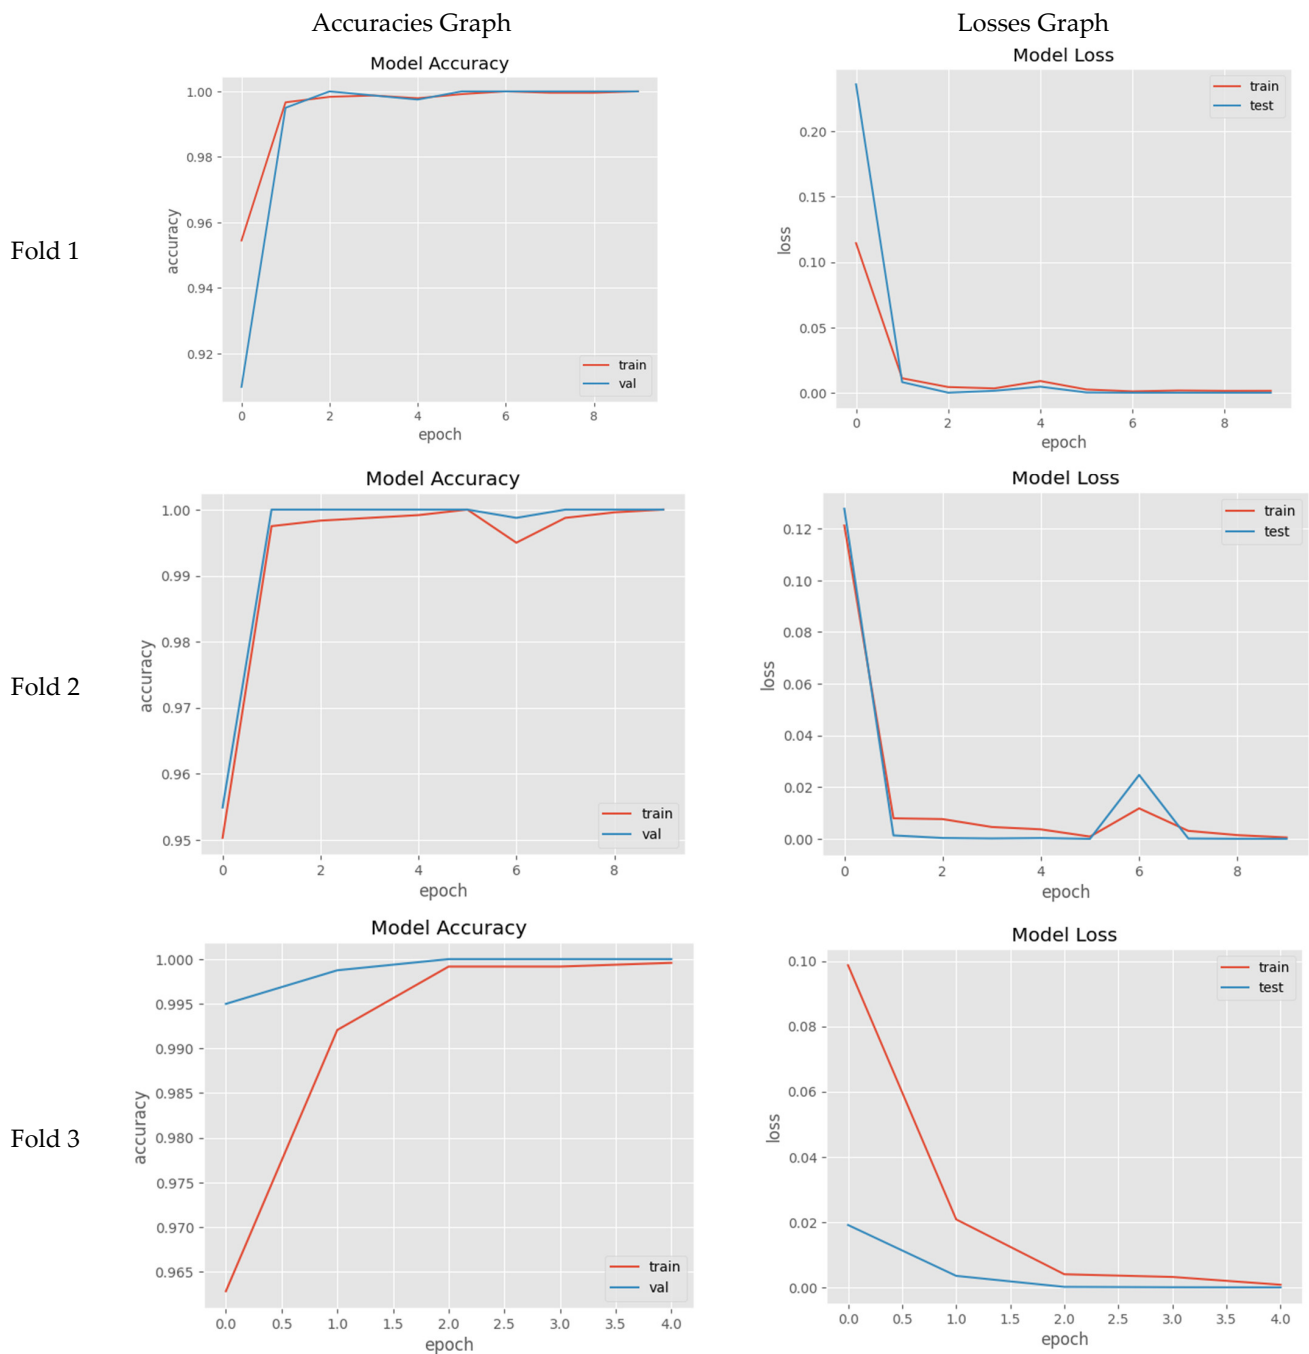 Accuracies Graph
Losses Graph
Fold 1
Model Accuracy
1.00
0.98
0.96
0.94
0.92
accuracy
0 2 4 6 8
epoch
train
val
Model Loss
0.20
0.15
0.10
0.05
0.00
loss
0 2 4 6 8
epoch
train
test
Fold 2
Model Accuracy
1.00
0.99
0.98
0.97
0.96
0.95
accuracy
0 2 4 6 8
epoch
train
val
Model Loss
0.12
0.10
0.08
0.06
0.04
0.02
0.00
loss
0 2 4 6 8
epoch
train
test
Fold 3
Model Accuracy
1.000
0.995
0.990
0.985
0.980
0.975
0.970
0.965
accuracy
0.0 0.5 1.0 1.5 2.0 2.5 3.0 3.5 4.0
epoch
train
val
Model Loss
0.10
0.08
0.06
0.04
0.02
0.00
loss
0.0 0.5 1.0 1.5 2.0 2.5 3.0 3.5 4.0
epoch
train
test